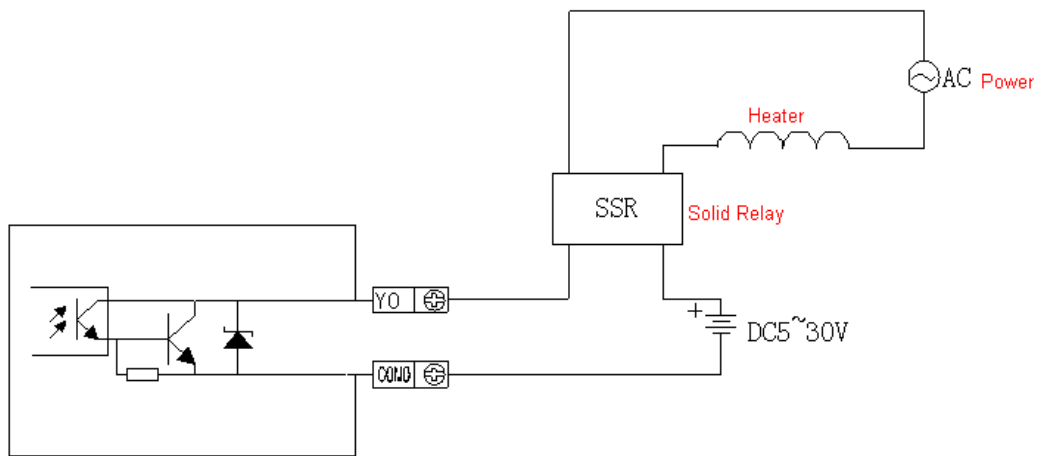 AC Power
Heater
SSR
Solid Relay
Y0
+
DC5~30V
COM0